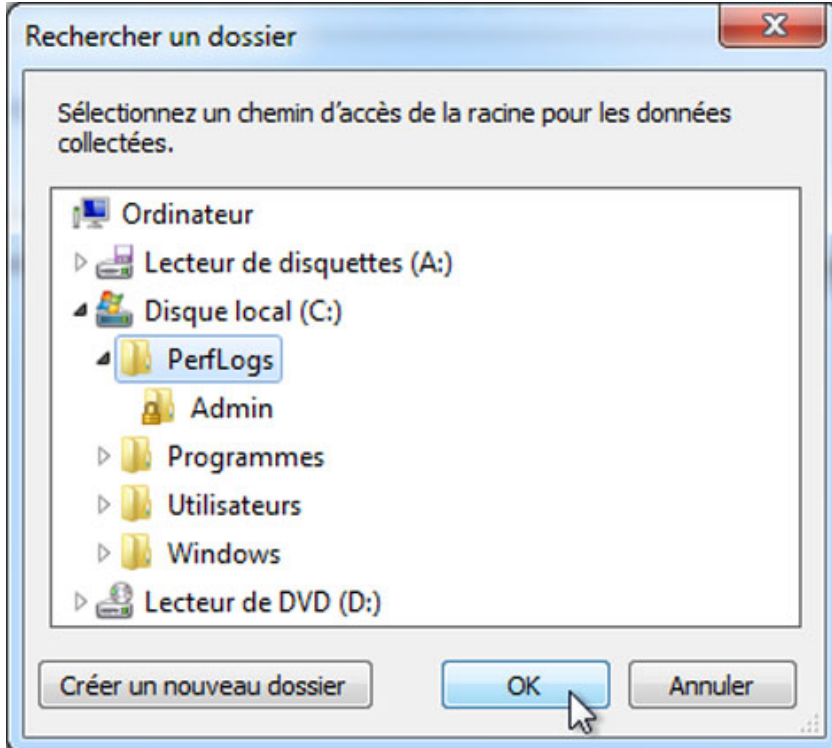 Rechercher un dossier
Sélectionnez un chemin d'accès de la racine pour les données
collectées.
Ordinateur
Lecteur de disquettes (A:)
Disque local (C:)
PerfLogs
Admin
Programmes
Utilisateurs
Windows
Lecteur de DVD (D:)
Créer un nouveau dossier OK Annuler